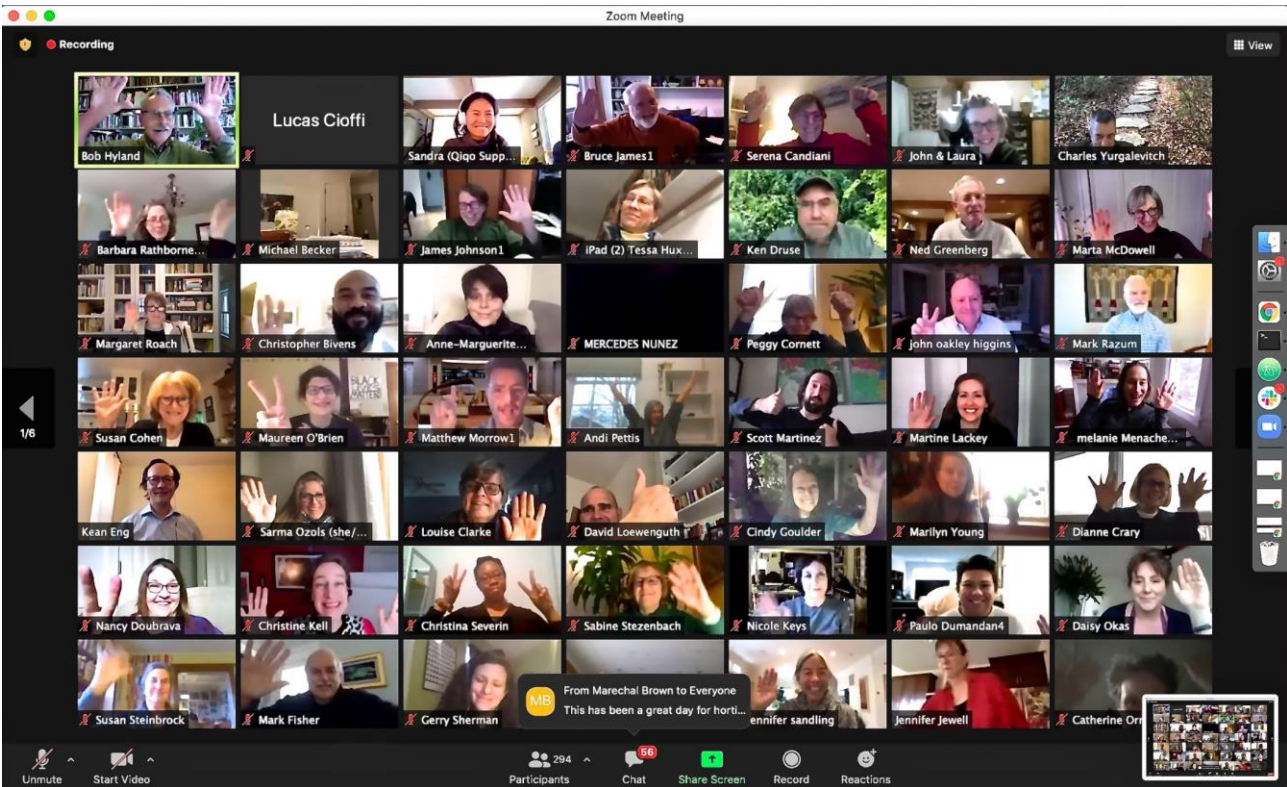 Zoom Meeting
Recording
View
Bob Hyland
Lucas Cioffi
Sandra (Qiqo Supp...
Bruce James1
Serena Candiani
John & Laura
Charles Yurgalevitch
Barbara Rathborne...
Michael Becker
James Johnson1
iPad (2) Tessa Hux...
Ken Druse
Ned Greenberg
Marta McDowell
Margaret Roach
Christopher Bivens
Anne-Marguerite...
MERCEDES NUNEZ
Peggy Cornett
john oakley higgins
Mark Razum
1/6
Susan Cohen
Maureen O'Brien
BLACK
LIVES
MATTER
Matthew Morrow1
Andi Pettis
Scott Martinez
Martine Lackey
melanie Menache...
Kean Eng
Sarma Ozols (she/...
Louise Clarke
David Loewenguth
Cindy Goulder
Marilyn Young
Dianne Crary
Nancy Doubrava
Christine Kell
Christina Severin
Sabine Stezenbach
Nicole Keys
Paulo Dumandan4
Daisy Okas
Susan Steinbrock
Mark Fisher
Gerry Sherman
MB
From Marechal Brown to Everyone
This has been a great day for horti...
ennifer sandling
Jennifer Jewell
Catherine Orr
Unmute
Start Video
294
Participants
56
Chat
Share Screen
Record
Reactions